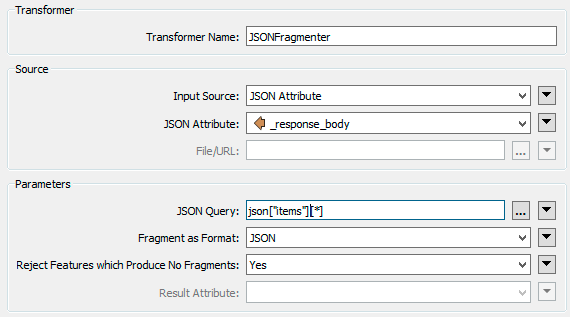 Transformer
Transformer Name: JSONFragmenter
Source
Input Source: JSON Attribute
JSON Attribute: _response_body
File/URL: ...
Parameters
JSON Query: json["items"][*] ...
Fragment as Format: JSON
Reject Features which Produce No Fragments: Yes
Result Attribute: